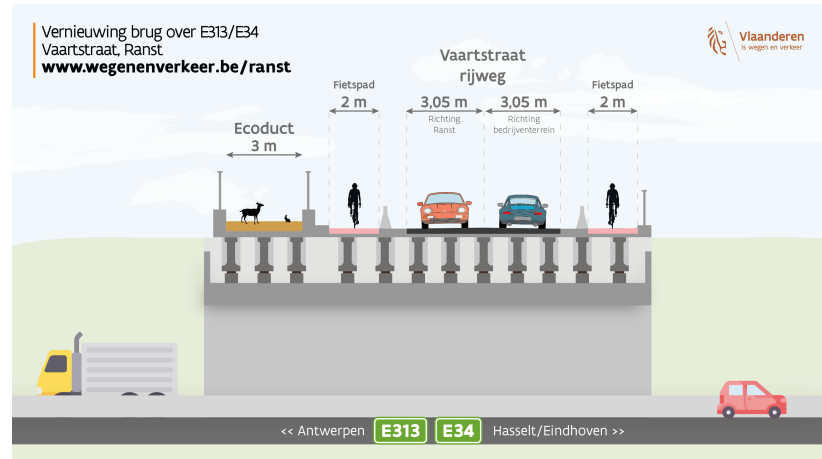 Vernieuwing brug over E313/E34
Vaartstraat, Ranst
www.wegenenverkeer.be/ranst
Vlaanderen
is wegen en verkeer
Vaartstraat
rijweg
Fietspad
2 m
3,05 m
3,05 m
Fietspad
2 m
Richting
Ranst
Richting
bedrijventerrein
Ecoduct
3 m
<< Antwerpen E313 E34 Hasselt/Eindhoven >>